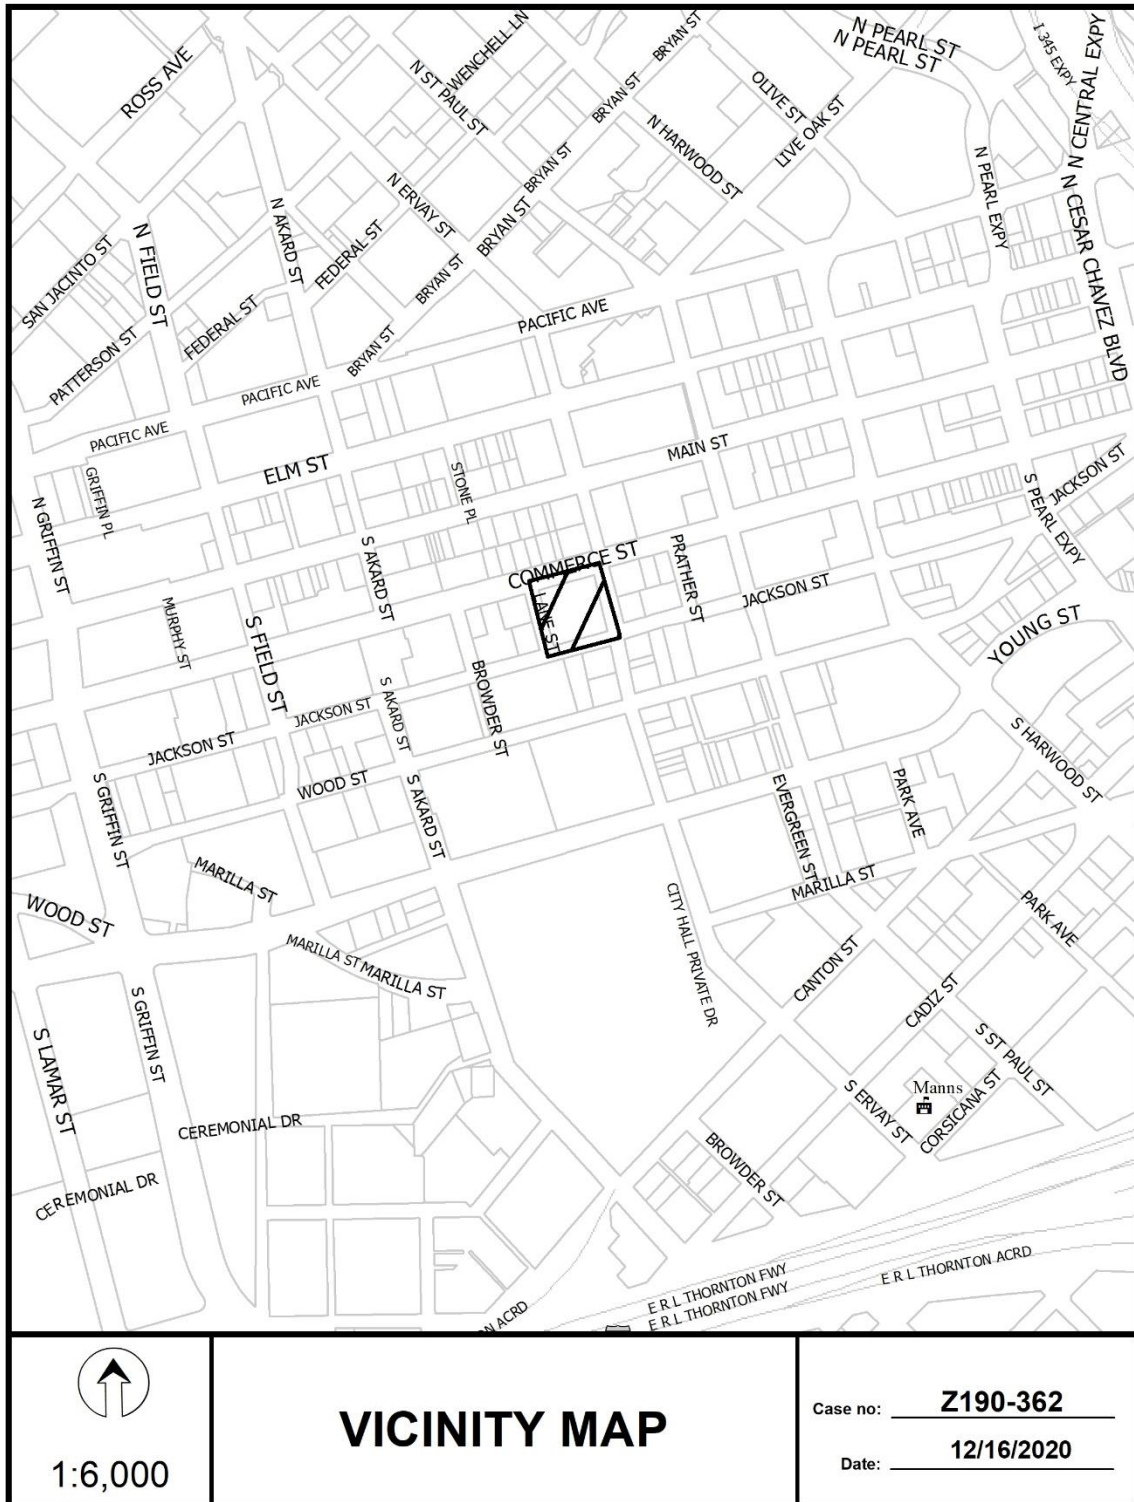 N PEARL ST
N PEARL ST
I 345 EXPY
N CENTRAL EXPY
WENCHELL LN
BRYAN ST
ROSS AVE
N ST PAUL ST
OLIVE ST
BRYAN ST
LIVE OAK ST
N HARWOOD ST
BRYAN ST
N PEARL EXPY
N CESAR CHAVEZ BLVD
N ERVAY ST
BRYAN ST
N AKARD ST
FEDERAL ST
SAN JACINTO ST
N FIELD ST
BRYAN ST
PACIFIC AVE
FEDERAL ST
PATTERSON ST
BRYAN ST
PACIFIC AVE
PACIFIC AVE
MAIN ST
ELM ST
STONE PL
GRIFFIN PL
JACKSON ST
S PEARL EXPY
N GRIFFIN ST
COMMERCE ST
S AKARD ST
PRATHER ST
LANE ST
JACKSON ST
MURPHY ST
S FIELD ST
YOUNG ST
BROWDER ST
S AKARD ST
JACKSON ST
JACKSON ST
S HARWOOD ST
WOOD ST
S GRIFFIN ST
S AKARD ST
EVERGREEN ST
PARK AVE
MARILLA ST
MARILLA ST
WOOD ST
CITY HALL PRIVATE DR
PARK AVE
MARILLA ST
MARILLA ST
CANTON ST
CADIZ ST
S GRIFFIN ST
S LAMAR ST
S ST PAUL ST
Manns
S ERVAY ST
CORSICANA ST
CEREMONIAL DR
BROWDER ST
CEREMONIAL DR
E R L THORNTON ACRD
E R L THORNTON FWY
E R L THORNTON FWY
ON ACRD
1:6,000
VICINITY MAP
Case no: Z190-362
Date: 12/16/2020